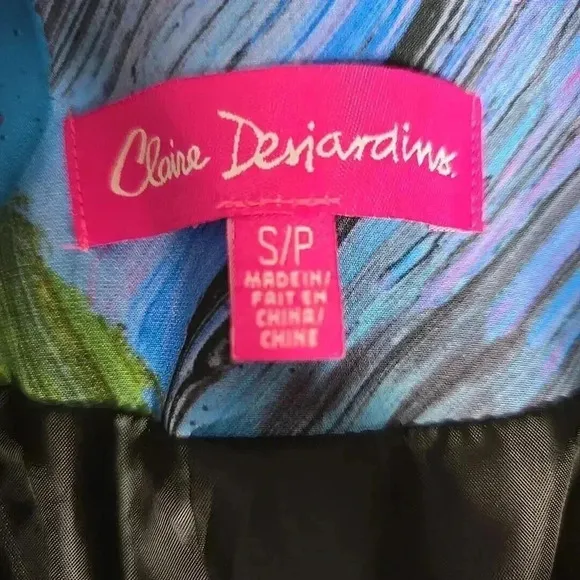 Claire Desjardins
S/P
MADE IN/
FAIT EN
CHINA/
CHINE